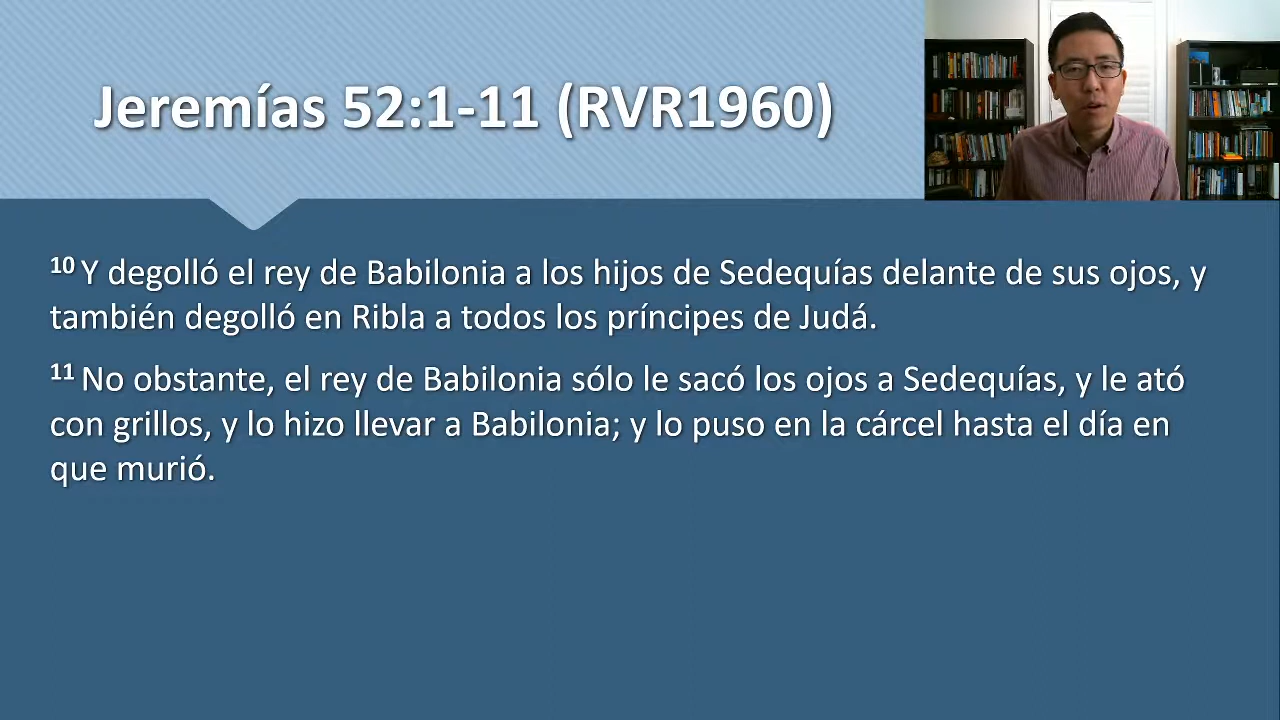 Jeremías 52:1-11 (RVR1960)
10 Y degolló el rey de Babilonia a los hijos de Sedequías delante de sus ojos, y
también degolló en Ribla a todos los príncipes de Judá.
11 No obstante, el rey de Babilonia sólo le sacó los ojos a Sedequías, y le ató
con grillos, y lo hizo llevar a Babilonia; y lo puso en la cárcel hasta el día en
que murió.